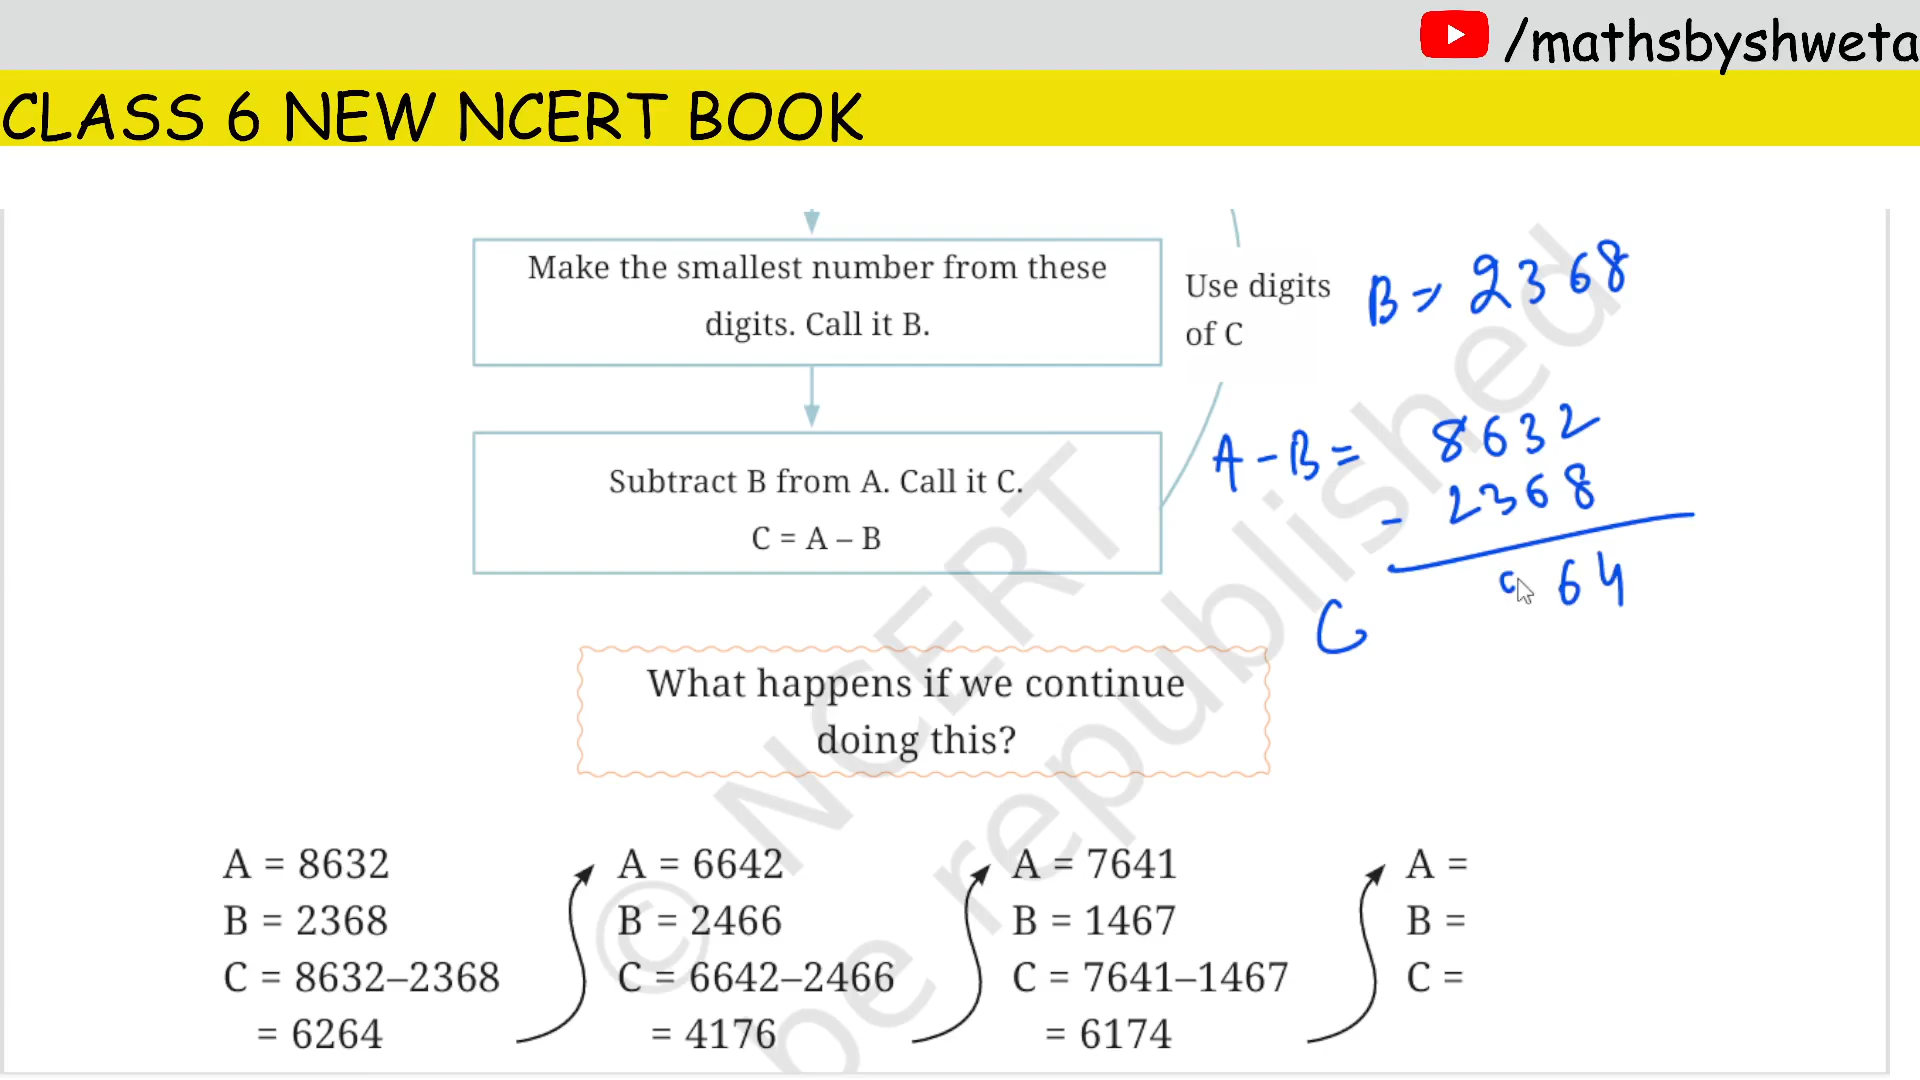 /mathsbyshweta
CLASS 6 NEW NCERT BOOK
Make the smallest number from these
digits. Call it B.
Use digits
of C
B = 2368
Subtract B from A. Call it C.
C = A – B
A - B = 8632
- 2368
64
C
What happens if we continue
doing this?
A = 8632
B = 2368
C = 8632–2368
= 6264
A = 6642
B = 2466
C = 6642–2466
= 4176
A = 7641
B = 1467
C = 7641–1467
= 6174
A =
B =
C =
© NCERT
be republished